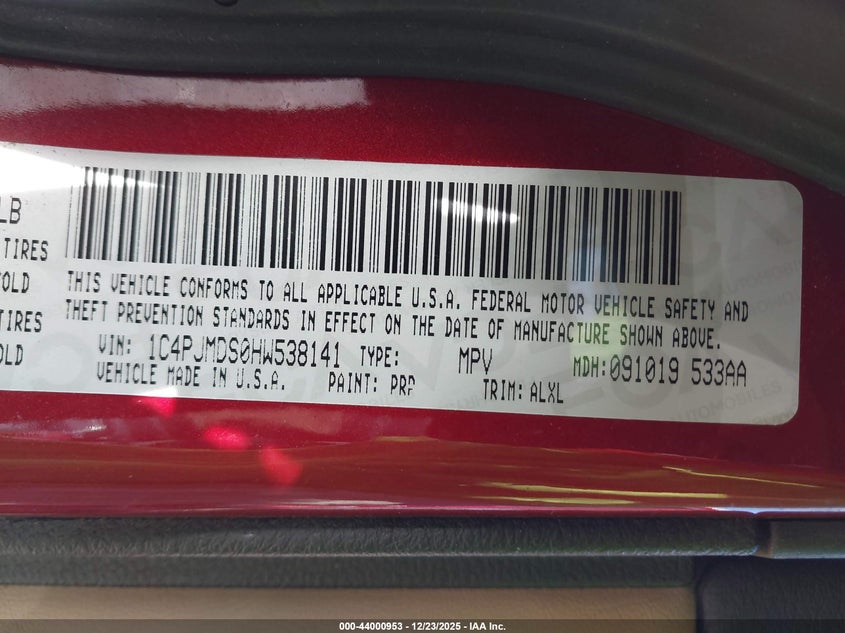 LB
TIRES
COLD
TIRES
COLD
THIS VEHICLE CONFORMS TO ALL APPLICABLE U.S.A. FEDERAL MOTOR VEHICLE SAFETY AND
THEFT PREVENTION STANDARDS IN EFFECT ON THE DATE OF MANUFACTURE SHOWN ABOVE.
VIN: 1C4PJMDS0HW538141 TYPE: MPV MDH:091019 533AA
VEHICLE MADE IN U.S.A. PAINT: PRP TRIM: ALXL
000-44000953 | 12/23/2025 - IAA Inc.